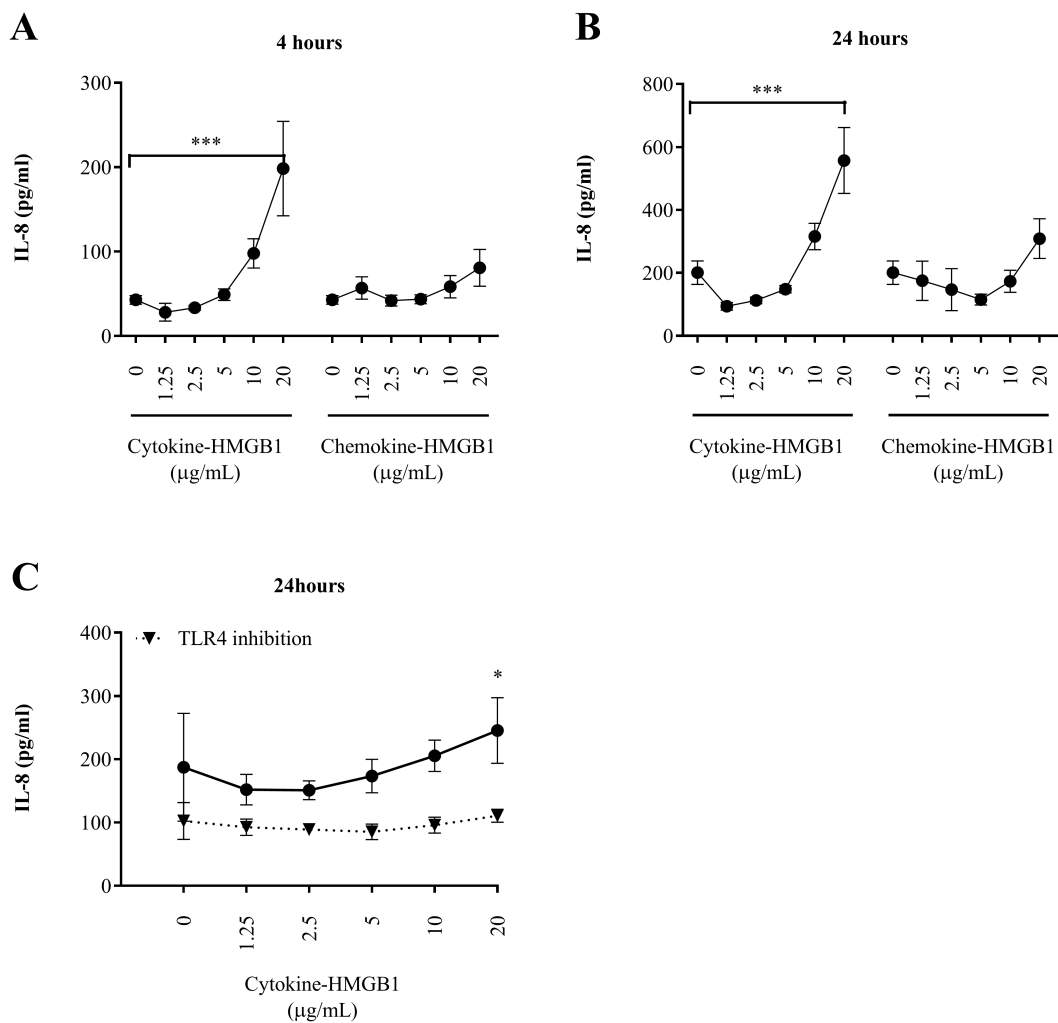 A
4 hours
IL-8 (pg/ml)
300
200
100
0
***
0
1.25
2.5
5
10
20
0
1.25
2.5
5
10
20
Cytokine-HMGB1
(μg/mL)
Chemokine-HMGB1
(μg/mL)
B
24 hours
IL-8 (pg/ml)
800
600
400
200
0
***
0
1.25
2.5
5
10
20
0
1.25
2.5
5
10
20
Cytokine-HMGB1
(μg/mL)
Chemokine-HMGB1
(μg/mL)
C
24hours
IL-8 (pg/ml)
400
300
200
100
0
TLR4 inhibition
*
0
1.25
2.5
5
10
20
Cytokine-HMGB1
(μg/mL)